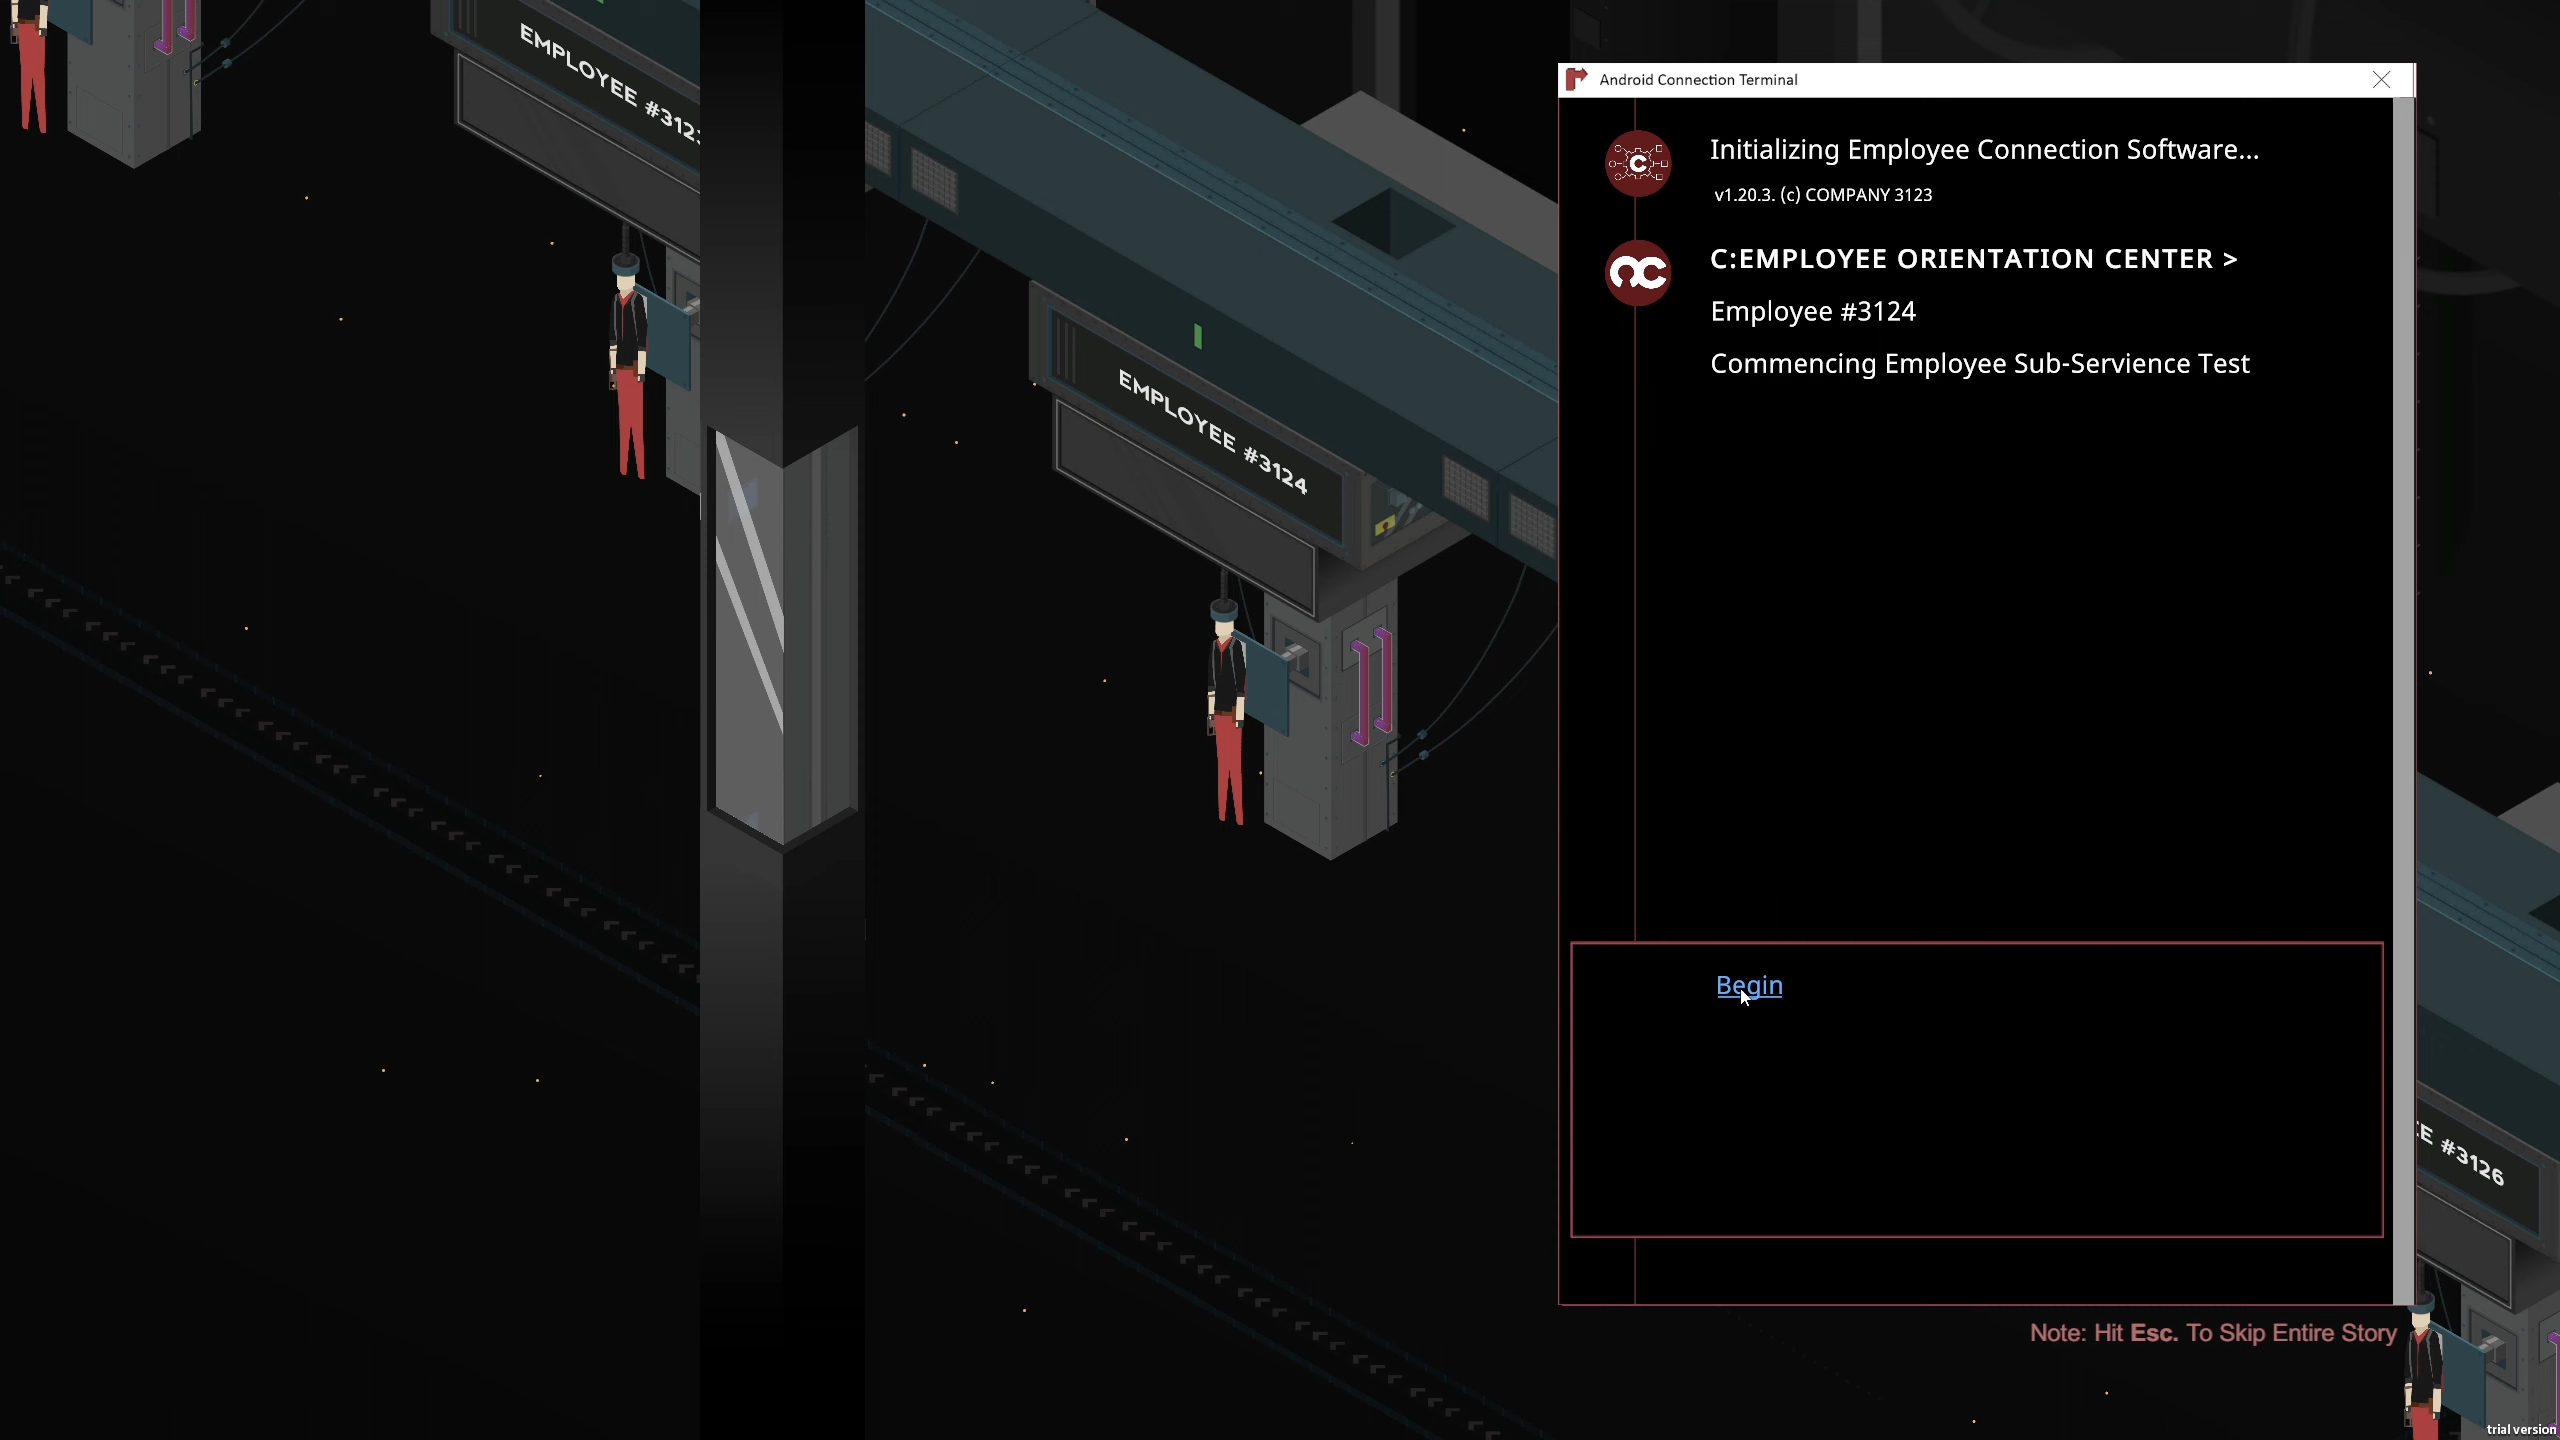 EMPLOYEE #312
EMPLOYEE #3124
Android Connection Terminal
Initializing Employee Connection Software...
v1.20.3. (c) COMPANY 3123
C:EMPLOYEE ORIENTATION CENTER >
Employee #3124
Commencing Employee Sub-Servience Test
Begin
E #3126
Note: Hit Esc. To Skip Entire Story
trial version